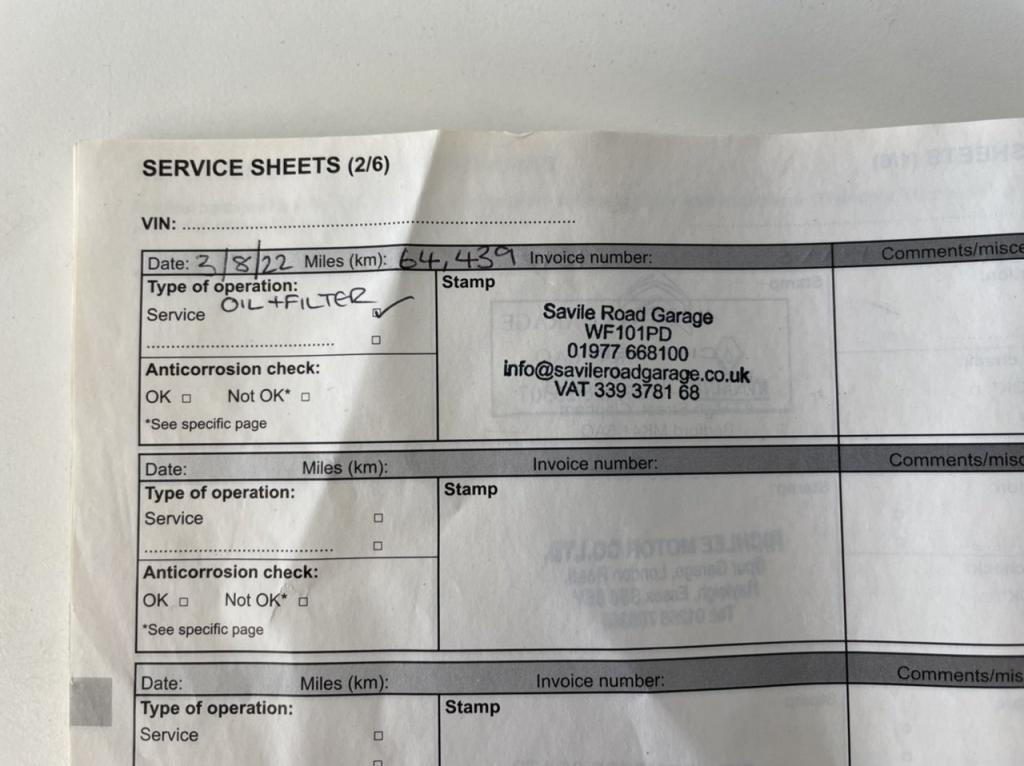 SERVICE SHEETS (2/6)
VIN:
Date: 3/8/22 Miles (km): 64,439 Invoice number: Comments/misce
Type of operation:
OIL + FILTER
Service
Stamp
Savile Road Garage
WF101PD
01977 668100
info@savileroadgarage.co.uk
VAT 339 3781 68
Anticorrosion check:
OK Not OK*
*See specific page
Date: Miles (km): Invoice number: Comments/misc
Type of operation:
Service
Stamp
Anticorrosion check:
OK Not OK*
*See specific page
Date: Miles (km): Invoice number: Comments/mis
Type of operation:
Service
Stamp